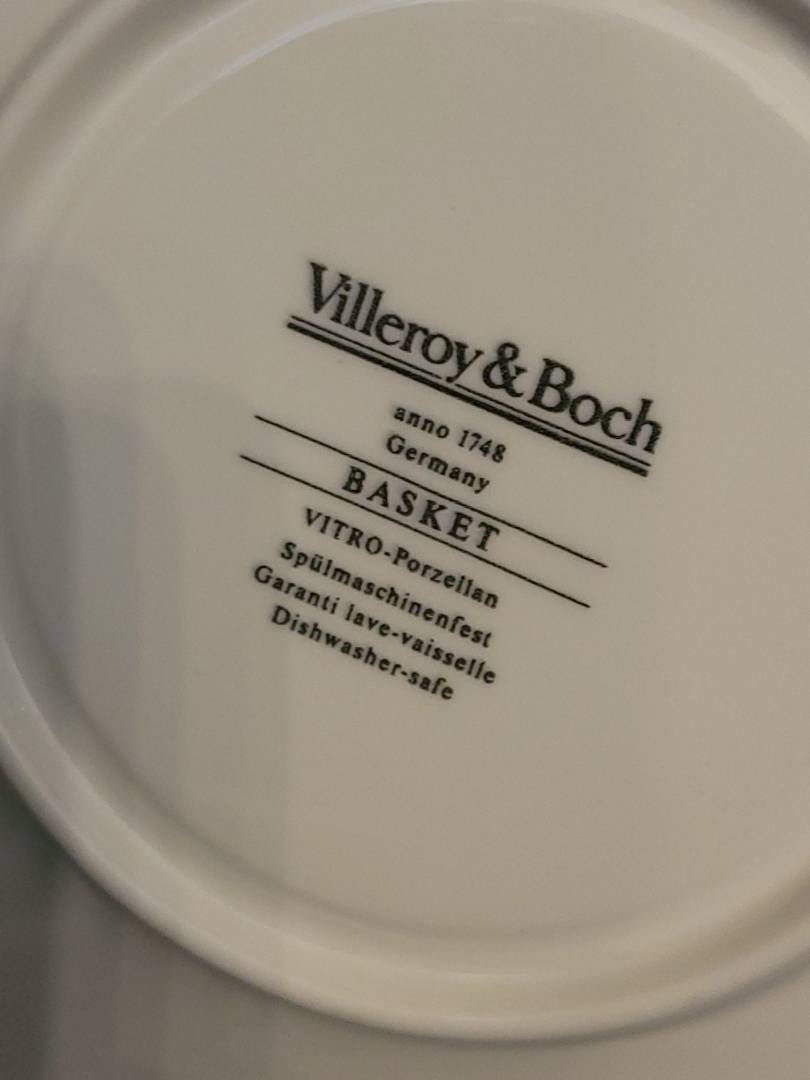 Villeroy & Boch
anno 1748
Germany
BASKET
VITRO-Porzellan
Spülmaschinenfest
Garanti lave-vaisselle
Dishwasher-safe